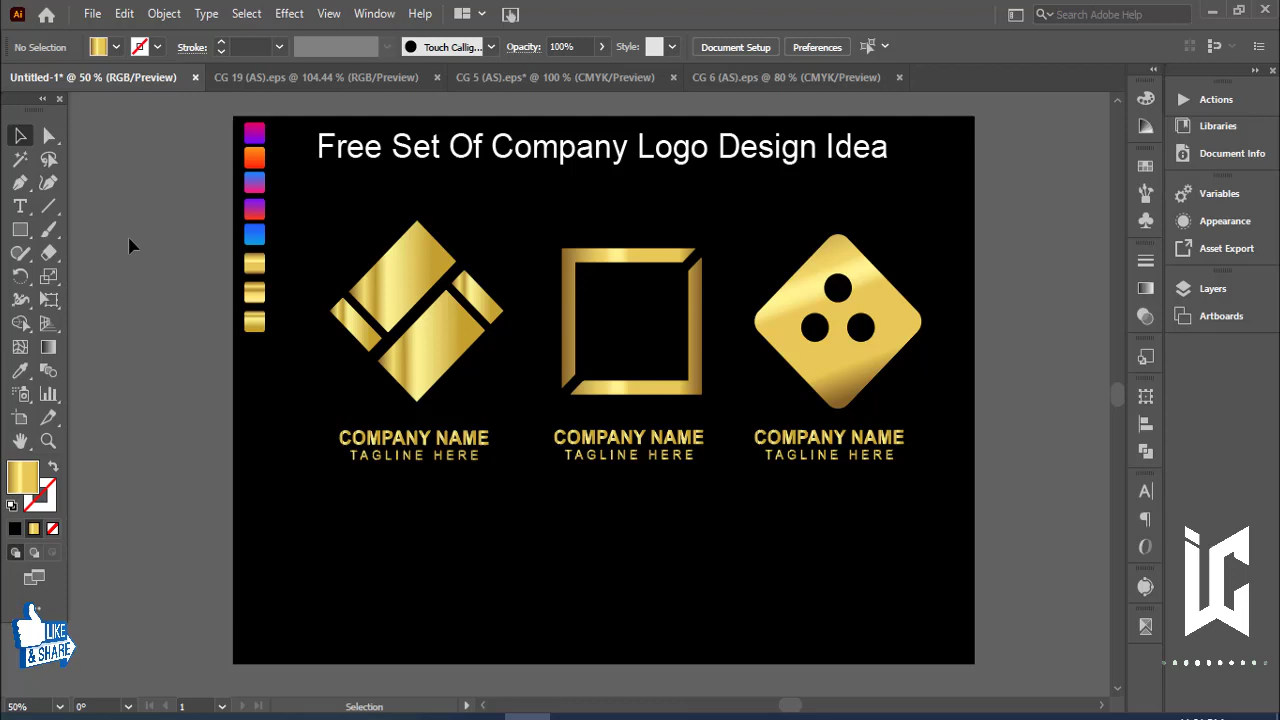 Ai File Edit Object Type Select Effect View Window Help Search Adobe Help
No Selection Stroke: Touch Callig... Opacity: 100% Style: Document Setup Preferences
Untitled-1* @ 50 % (RGB/Preview) × CG 19 (AS).eps @ 104.44 % (RGB/Preview) × CG 5 (AS).eps* @ 100 % (CMYK/Preview) × CG 6 (AS).eps @ 80 % (CMYK/Preview) ×
Actions
Libraries
Document Info
Variables
Appearance
Asset Export
Layers
Artboards
Free Set Of Company Logo Design Idea
COMPANY NAME
TAGLINE HERE
COMPANY NAME
TAGLINE HERE
COMPANY NAME
TAGLINE HERE
LIKE
& SHARE
50% 0° 1 Selection